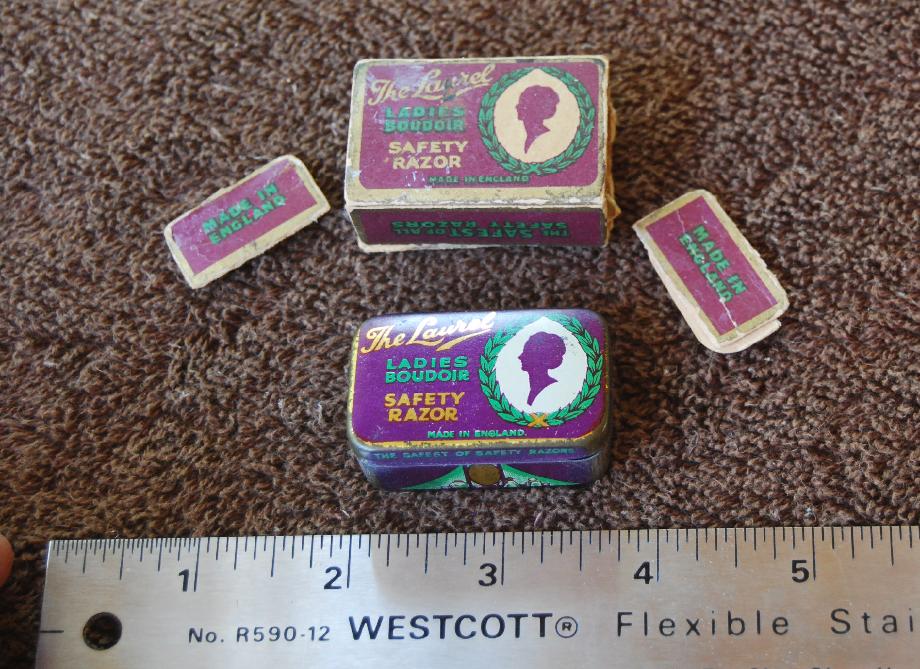 The Laurel
LADIES
BOUDOIR
SAFETY
RAZOR
MADE IN ENGLAND
THE SAFEST OF ALL
SAFETY RAZORS
MADE IN
ENGLAND
MADE IN
ENGLAND
The Laurel
LADIES
BOUDOIR
SAFETY
RAZOR
MADE IN ENGLAND.
THE SAFEST OF SAFETY RAZORS
1 2 3 4 5
No. R590-12 WESTCOTT® Flexible Stai